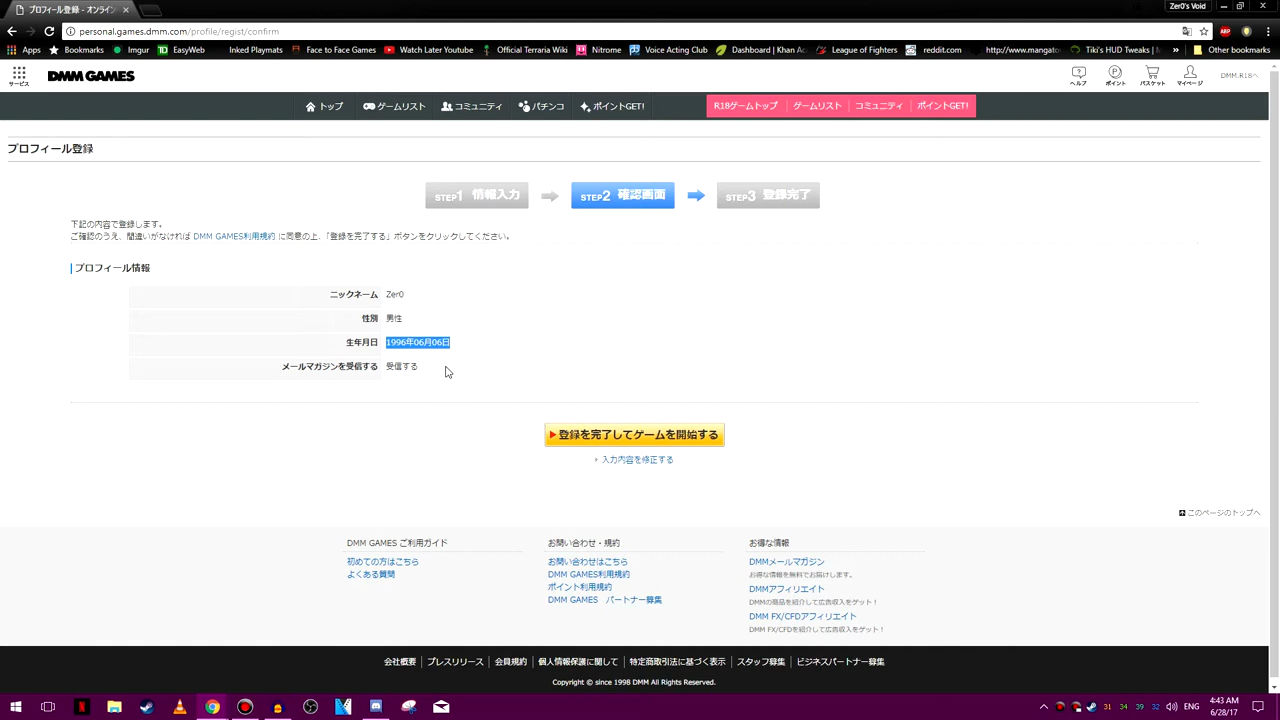 プロフィール登録 - オンライン
Zer0's Void
personal.games.dmm.com/profile/regist/confirm
Apps Bookmarks Imgur EasyWeb Inked Playmats Face to Face Games Watch Later Youtube Official Terraria Wiki Nitrome Voice Acting Club Dashboard | Khan Ac League of Fighters reddit.com http://www.mangato Tiki's HUD Tweaks | M » Other bookmarks
サービス DMM GAMES ヘルプ ポイント バスケット マイページ DMM.R18へ
トップ ゲームリスト コミュニティ パチンコ ポイントGET! R18ゲームトップ ゲームリスト コミュニティ ポイントGET!
プロフィール登録
STEP1 情報入力 STEP2 確認画面 STEP3 登録完了
下記の内容で登録します。
ご確認のうえ、間違いがなければ DMM GAMES利用規約 に同意の上、「登録を完了する」ボタンをクリックしてください。
プロフィール情報
ニックネーム Zer0
性別 男性
生年月日 1996年06月06日
メールマガジンを受信する 受信する
登録を完了してゲームを開始する
入力内容を修正する
このページのトップへ
DMM GAMES ご利用ガイド お問い合わせ・規約 お得な情報
初めての方はこちら お問い合わせはこちら DMMメールマガジン
よくある質問 DMM GAMES利用規約 お得な情報を無料でお届けします。
ポイント利用規約 DMMアフィリエイト
DMM GAMES パートナー募集 DMMの商品を紹介して広告収入をゲット！
DMM FX/CFDアフィリエイト
DMM FX/CFDを紹介して広告収入をゲット！
会社概要 プレスリリース 会員規約 個人情報保護に関して 特定商取引法に基づく表示 スタッフ募集 ビジネスパートナー募集
Copyright © since 1998 DMM All Rights Reserved.
31 34 39 32 ENG 4:43 AM
6/28/17